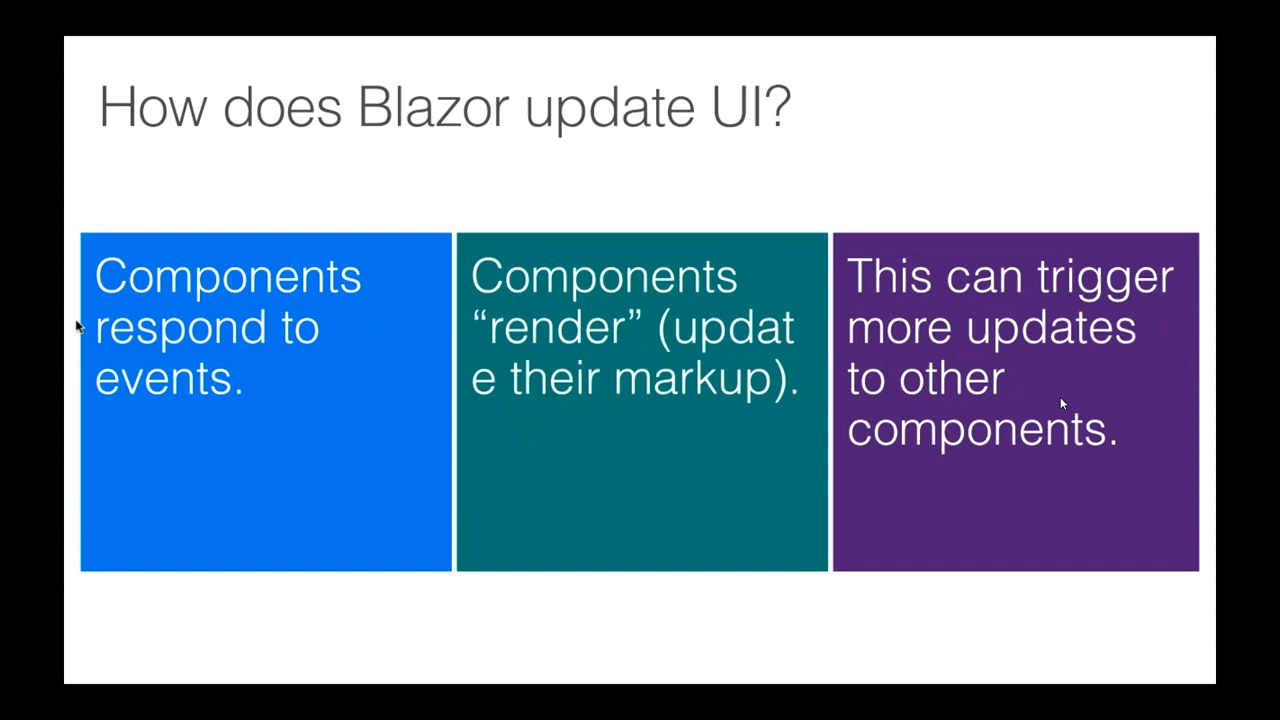 How does Blazor update UI?
Components
respond to
events.
Components
“render” (updat
e their markup).
This can trigger
more updates
to other
components.